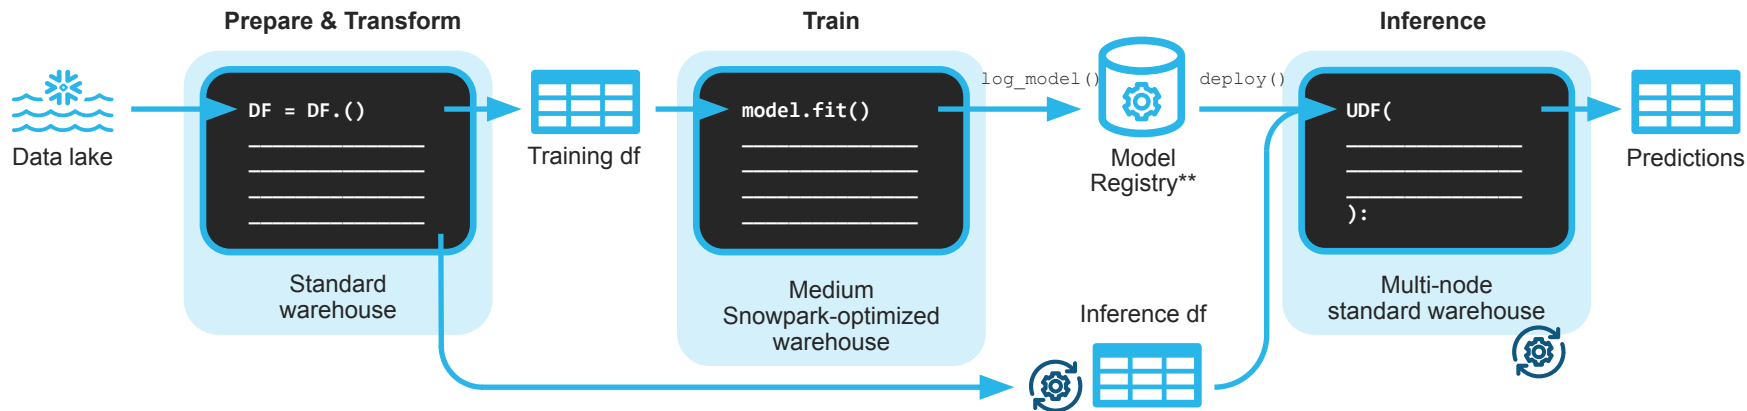 Prepare & Transform
Train
Inference
DF = DF.()
model.fit()
log_model()
deploy()
UDF(
):
Data lake
Training df
Model
Registry**
Predictions
Standard
warehouse
Medium
Snowpark-optimized
warehouse
Inference df
Multi-node
standard warehouse